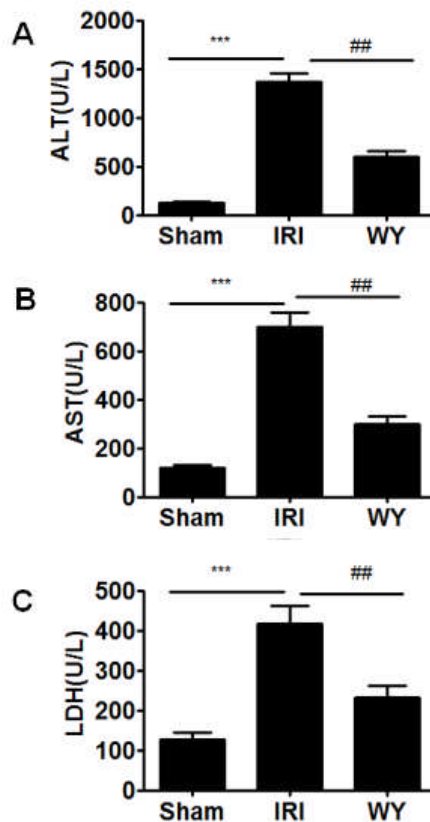 A
ALT(U/L)
2000
1500
1000
500
0
*** ##
Sham IRI WY
B
AST(U/L)
800
600
400
200
0
*** ##
Sham IRI WY
C
LDH(U/L)
500
400
300
200
100
0
*** ##
Sham IRI WY